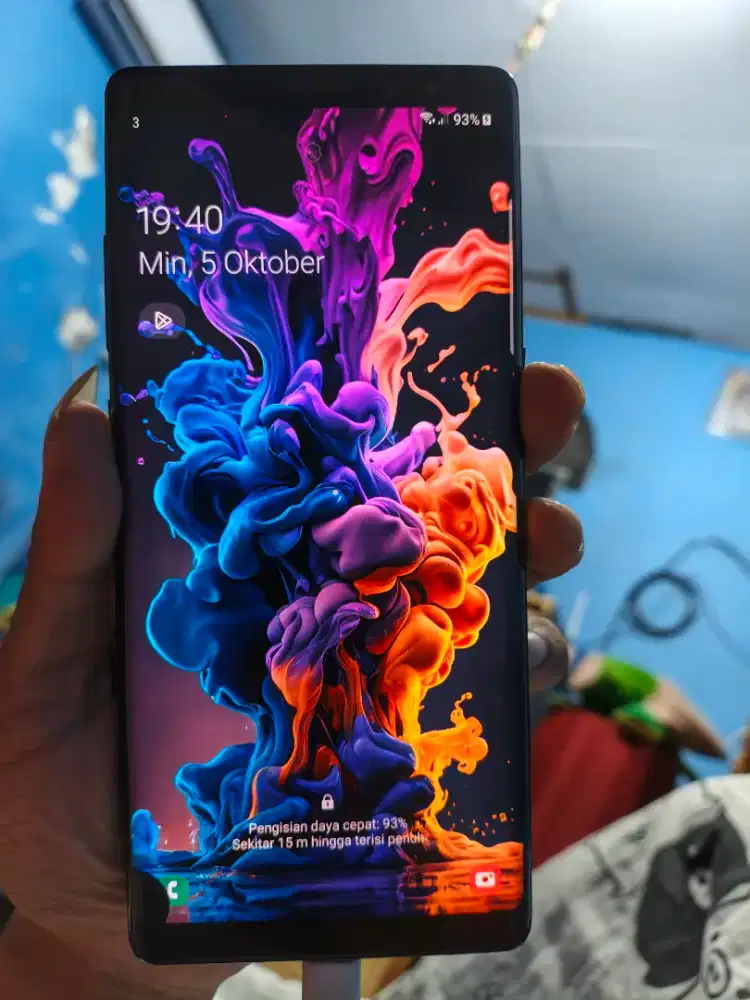 3
93%
19:40
Min, 5 Oktober
Pengisian daya cepat: 93%
Sekitar 15 m hingga terisi penuh